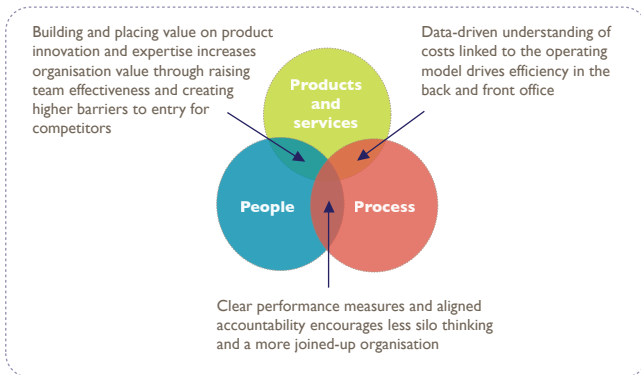 Building and placing value on product
innovation and expertise increases
organisation value through raising
team effectiveness and creating
higher barriers to entry for
competitors
Data-driven understanding of
costs linked to the operating
model drives efficiency in the
back and front office
Products
and
services
People
Process
Clear performance measures and aligned
accountability encourages less silo thinking
and a more joined-up organisation